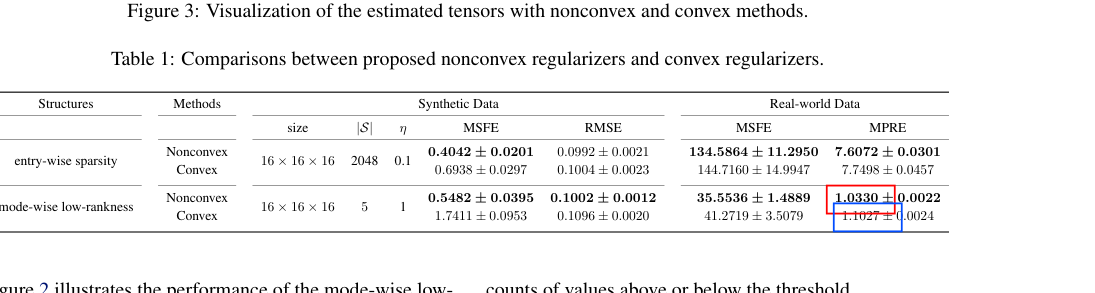 Figure 3: Visualization of the estimated tensors with nonconvex and convex methods.
Table 1: Comparisons between proposed nonconvex regularizers and convex regularizers.
Structures Methods Synthetic Data Real-world Data
size |S| η MSFE RMSE MSFE MPRE
entry-wise sparsity Nonconvex 16 × 16 × 16 2048 0.1 0.4042 ± 0.0201 0.0992 ± 0.0021 134.5864 ± 11.2950 7.6072 ± 0.0301
Convex 0.6938 ± 0.0297 0.1004 ± 0.0023 144.7160 ± 14.9947 7.7498 ± 0.0457
mode-wise low-rankness Nonconvex 16 × 16 × 16 5 1 0.5482 ± 0.0395 0.1002 ± 0.0012 35.5536 ± 1.4889 1.0330 ± 0.0022
Convex 1.7411 ± 0.0953 0.1096 ± 0.0020 41.2719 ± 3.5079 1.1027 ± 0.0024
gure 2 illustrates the performance of the mode-wise low-
counts of values above or below the threshold